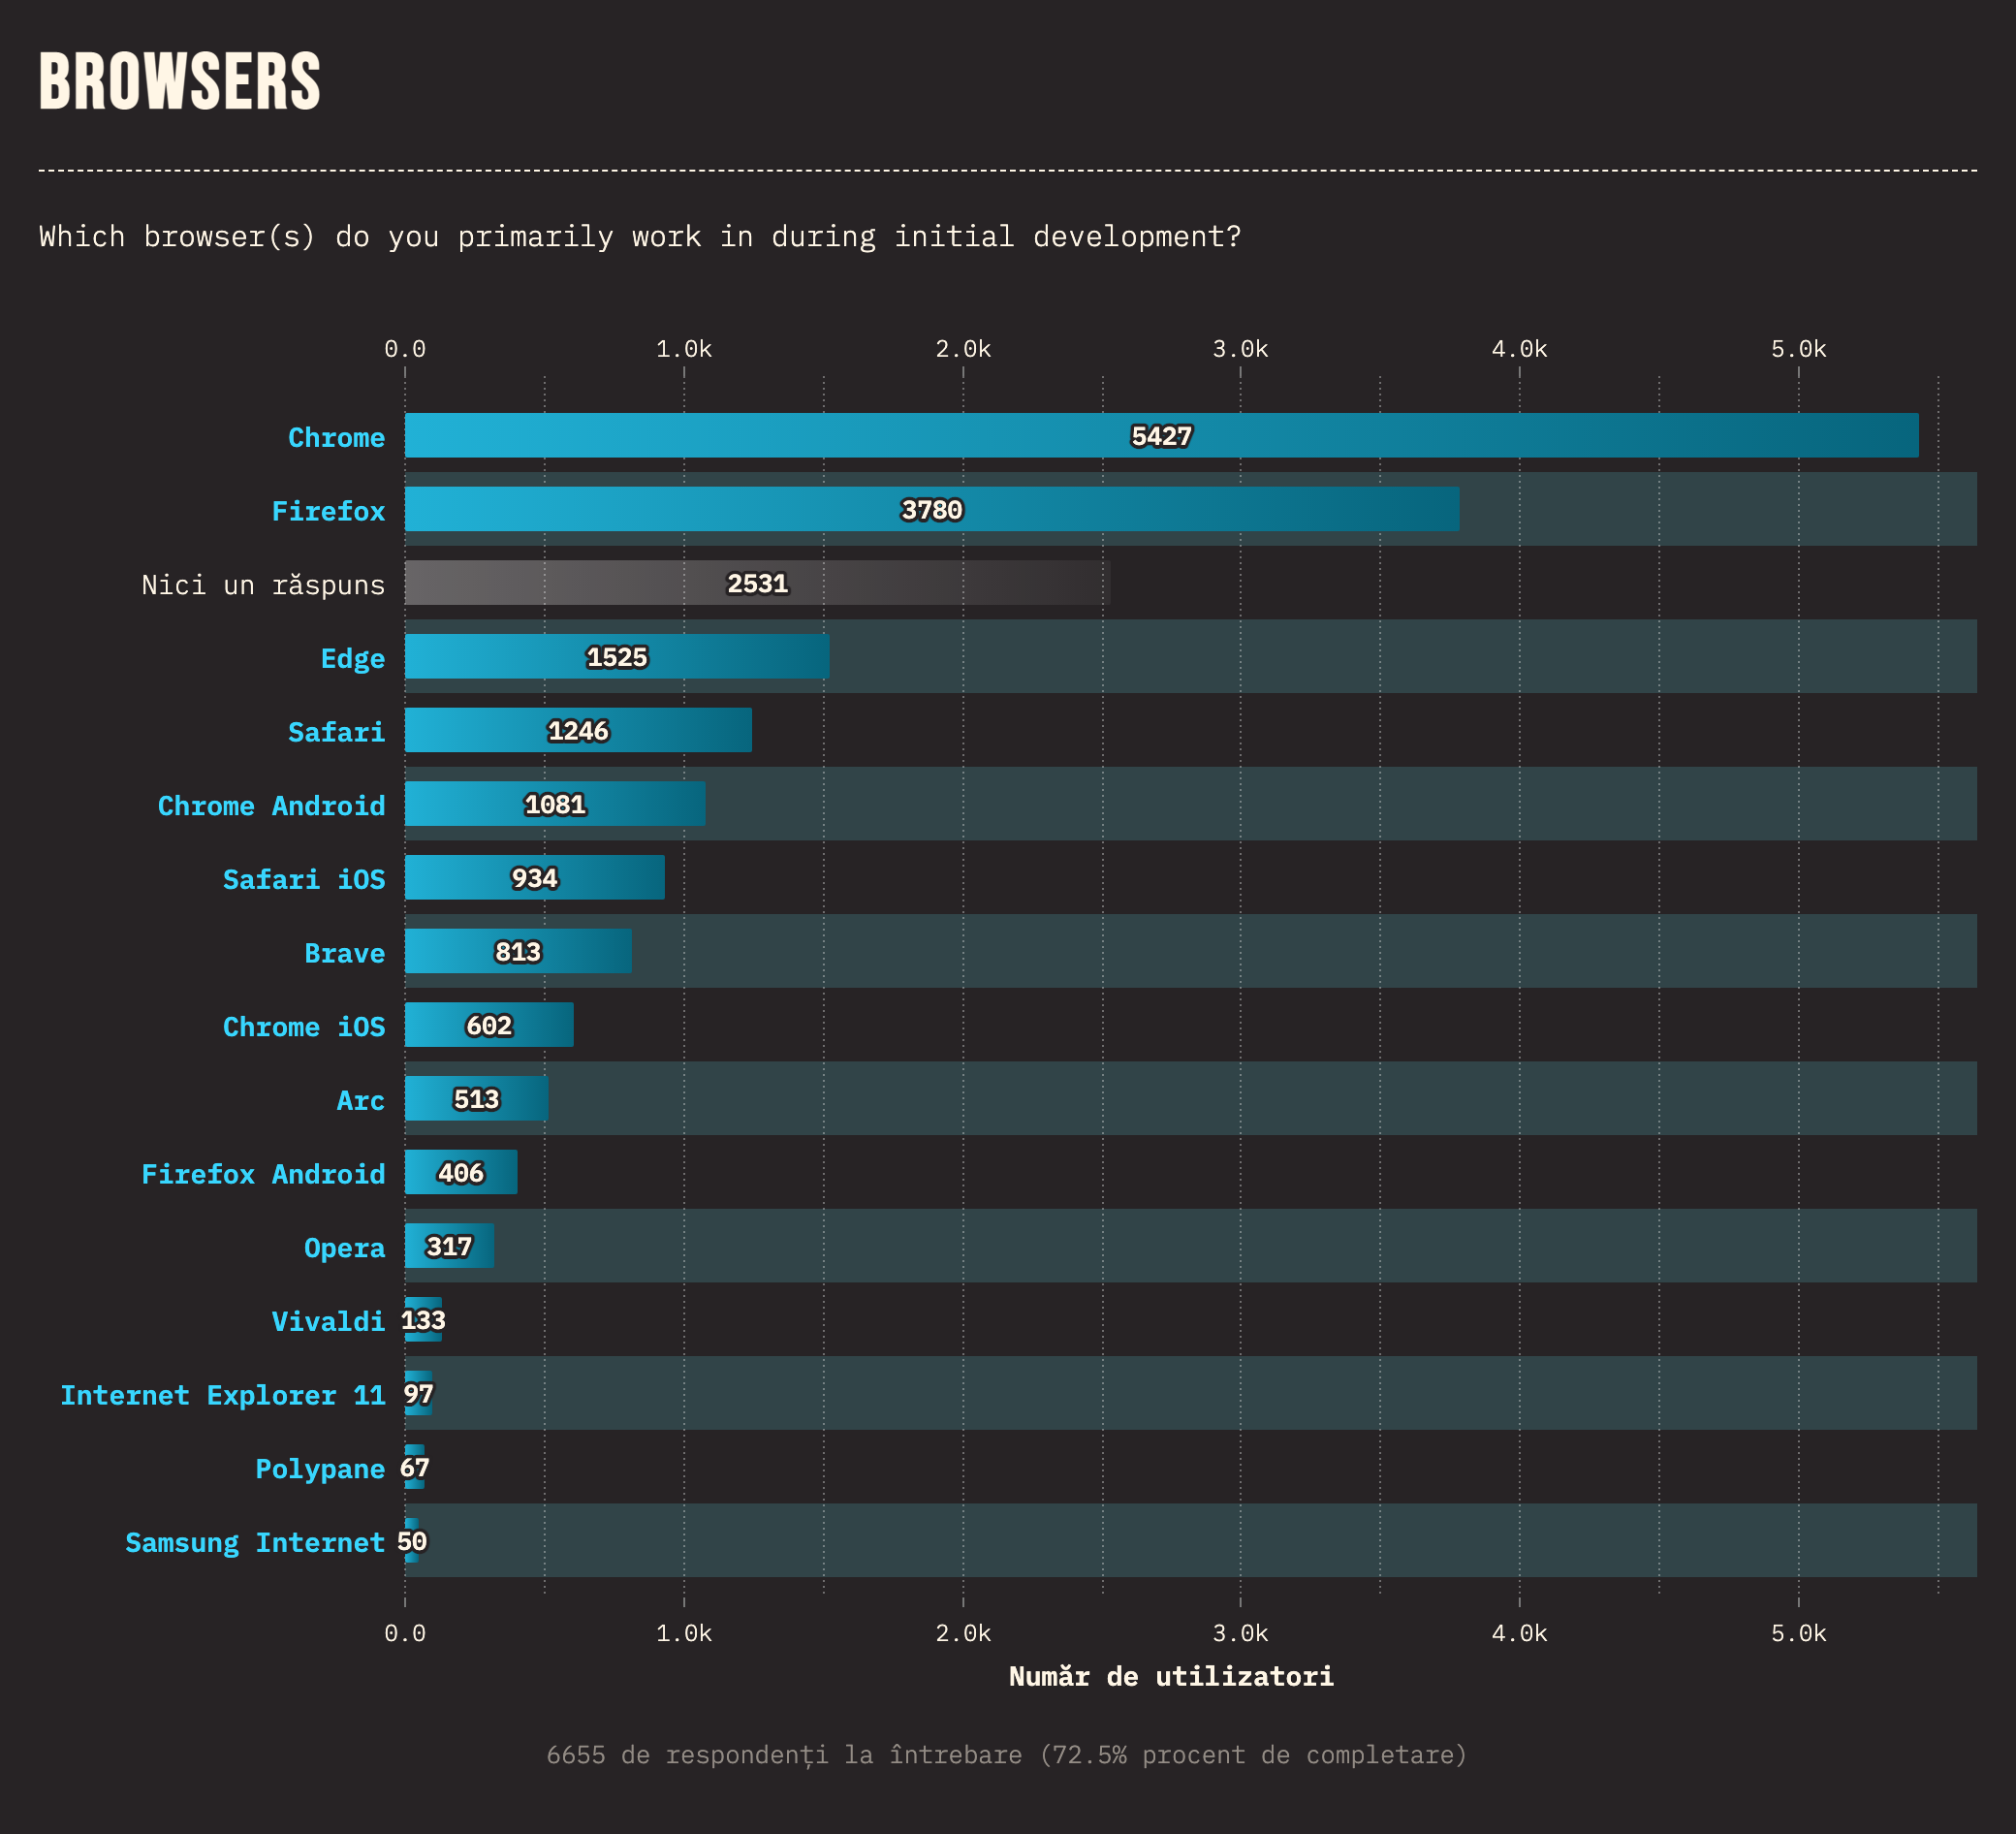 BROWSERS
Which browser(s) do you primarily work in during initial development?
0.0 1.0k 2.0k 3.0k 4.0k 5.0k
Chrome 5427
Firefox 3780
Nici un răspuns 2531
Edge 1525
Safari 1246
Chrome Android 1081
Safari iOS 934
Brave 813
Chrome iOS 602
Arc 513
Firefox Android 406
Opera 317
Vivaldi 133
Internet Explorer 11 97
Polypane 67
Samsung Internet 50
0.0 1.0k 2.0k 3.0k 4.0k 5.0k
Număr de utilizatori
6655 de respondenți la întrebare (72.5% procent de completare)